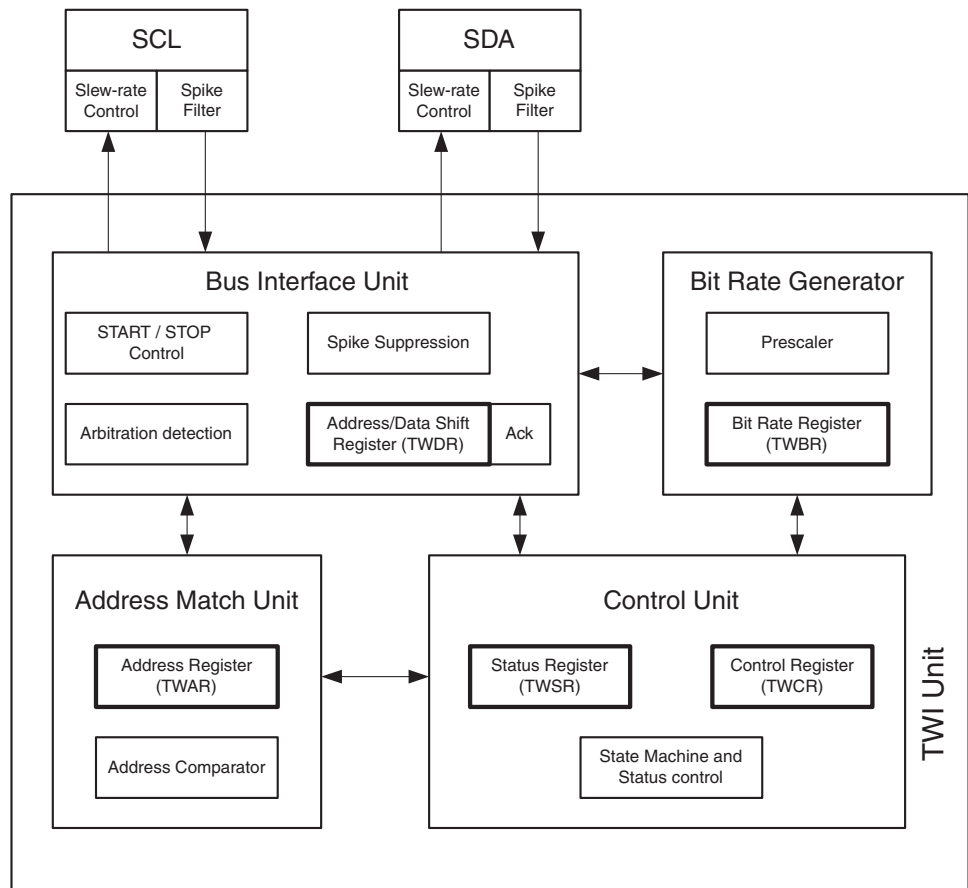 SCL
Slew-rate
Control
Spike
Filter
SDA
Slew-rate
Control
Spike
Filter
Bus Interface Unit
START / STOP
Control
Spike Suppression
Arbitration detection
Address/Data Shift
Register (TWDR)
Ack
Bit Rate Generator
Prescaler
Bit Rate Register
(TWBR)
Address Match Unit
Address Register
(TWAR)
Address Comparator
Control Unit
Status Register
(TWSR)
Control Register
(TWCR)
State Machine and
Status control
TWI Unit